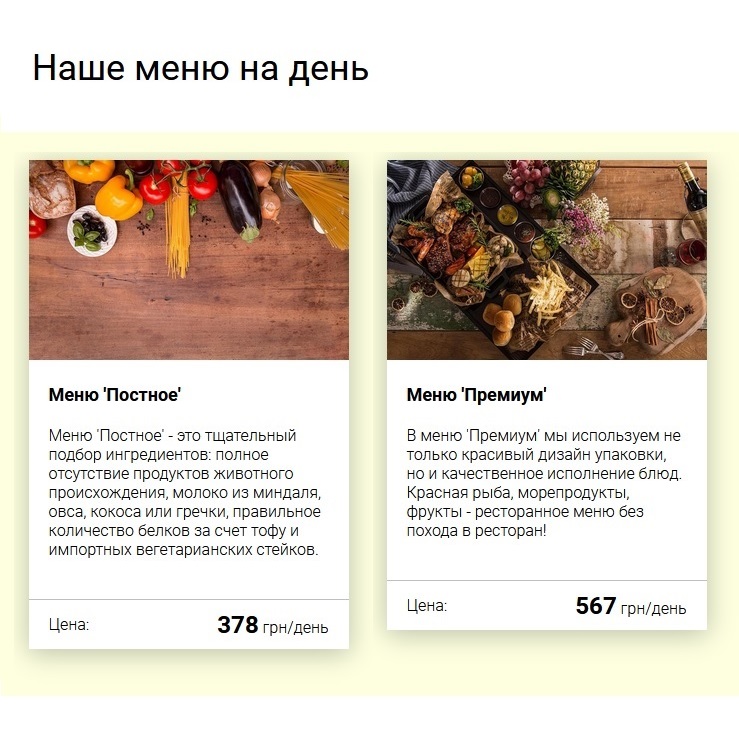 Наше меню на день
Меню 'Постное'
Меню 'Постное' - это тщательный
подбор ингредиентов: полное
отсутствие продуктов животного
происхождения, молоко из миндаля,
овса, кокоса или гречки, правильное
количество белков за счет тофу и
импортных вегетарианских стейков.
Цена:
378 грн/день
Меню 'Премиум'
В меню 'Премиум' мы используем не
только красивый дизайн упаковки,
но и качественное исполнение блюд.
Красная рыба, морепродукты,
фрукты - ресторанное меню без
похода в ресторан!
Цена:
567 грн/день